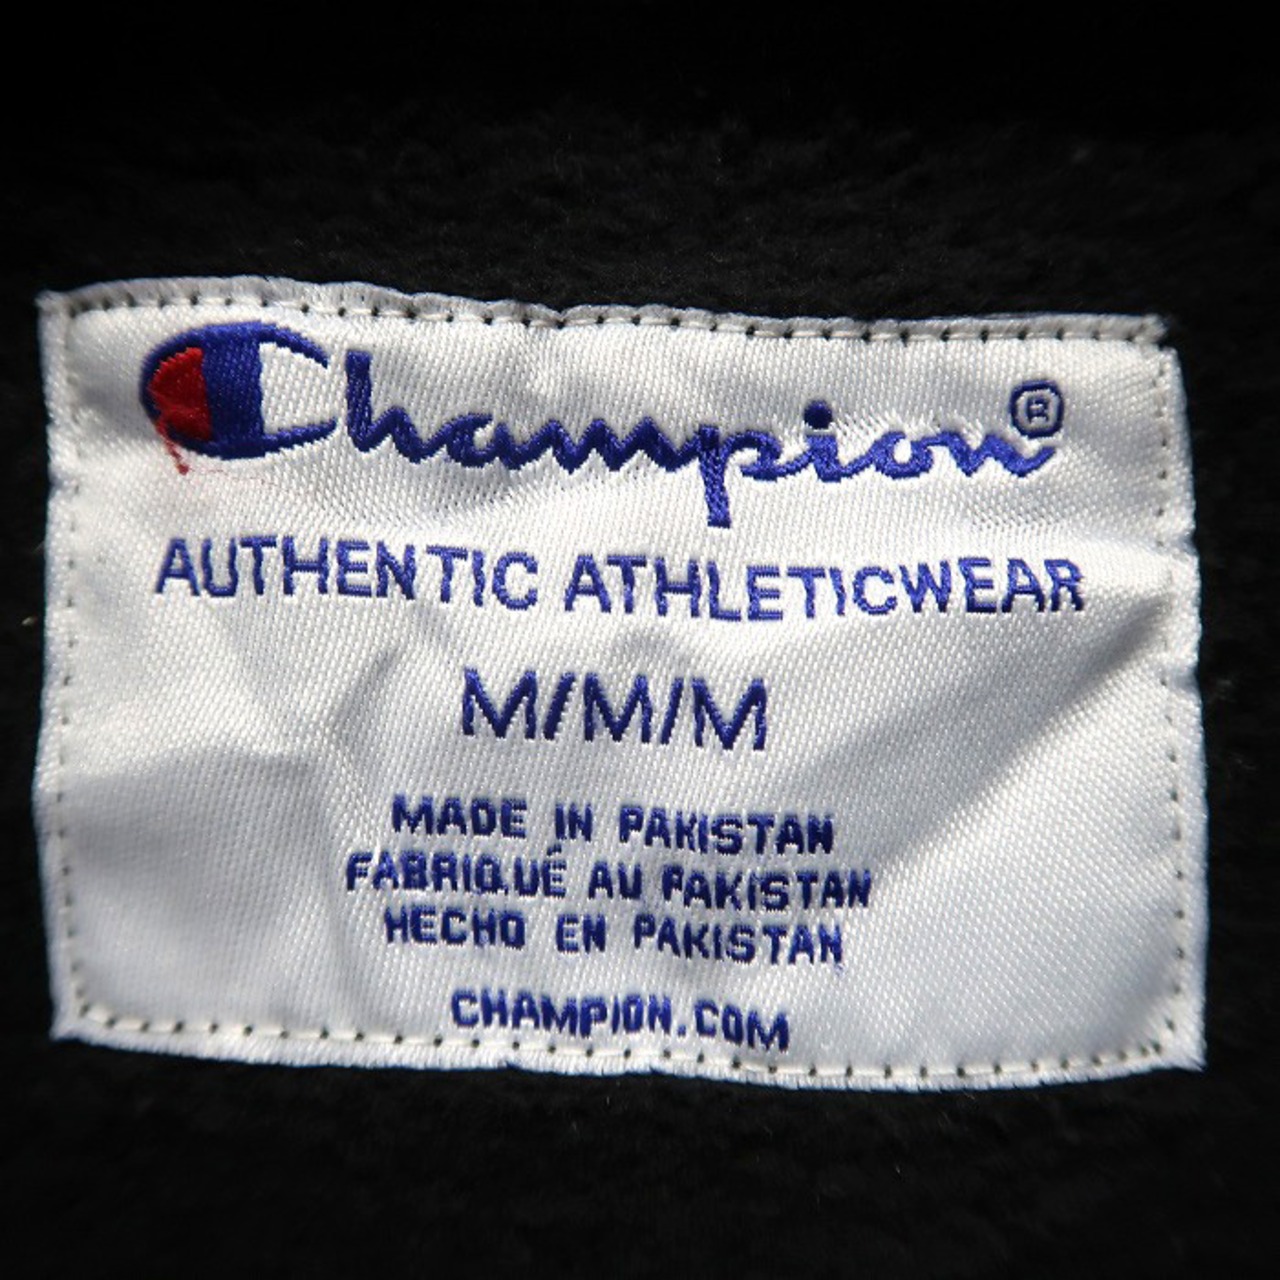 Champion®
AUTHENTIC ATHLETICWEAR
M/M/M
MADE IN PAKISTAN
FABRIQUÉ AU PAKISTAN
HECHO EN PAKISTAN
CHAMPION.COM